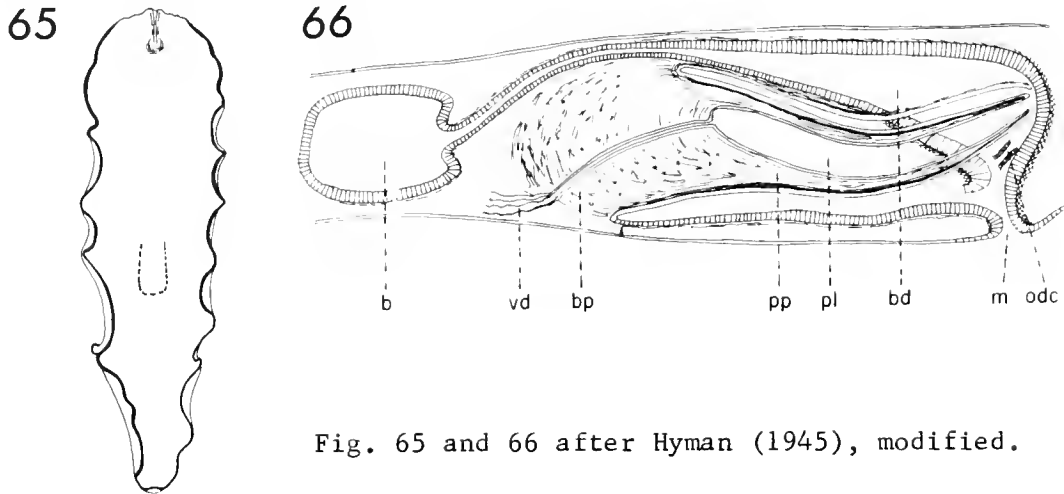 65
66
b vd bp pp pl bd m odc
Fig. 65 and 66 after Hyman (1945), modified.